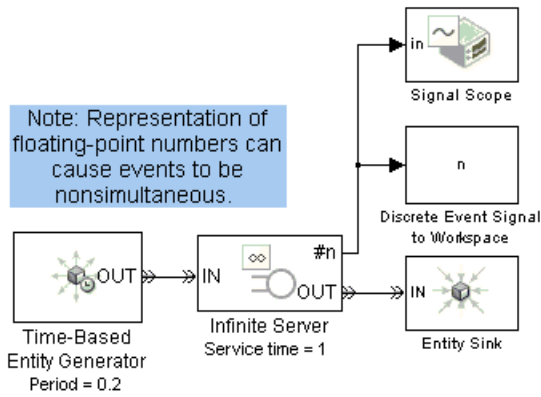 in
Signal Scope
Note: Representation of
floating-point numbers can
cause events to be
nonsimultaneous.
n
Discrete Event Signal
to Workspace
OUT
IN
∞
#n
OUT
IN
Time-Based
Entity Generator
Period = 0.2
Infinite Server
Service time = 1
Entity Sink